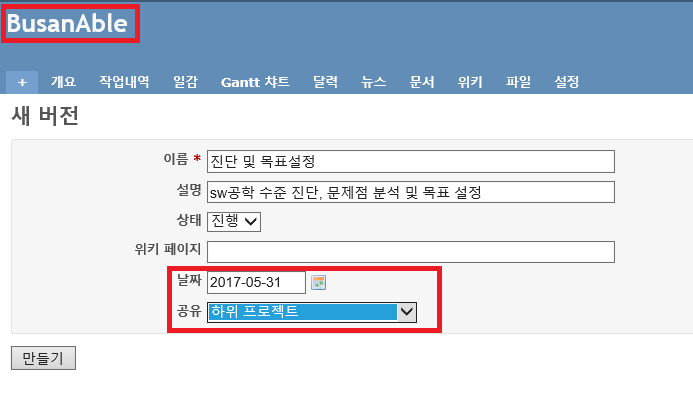 BusanAble
+ 개요 작업내역 일감 Gantt 챠트 달력 뉴스 문서 위키 파일 설정
새 버전
이름 * 진단 및 목표설정
설명 sw공학 수준 진단, 문제점 분석 및 목표 설정
상태 진행
위키 페이지
날짜 2017-05-31
공유 하위 프로젝트
만들기